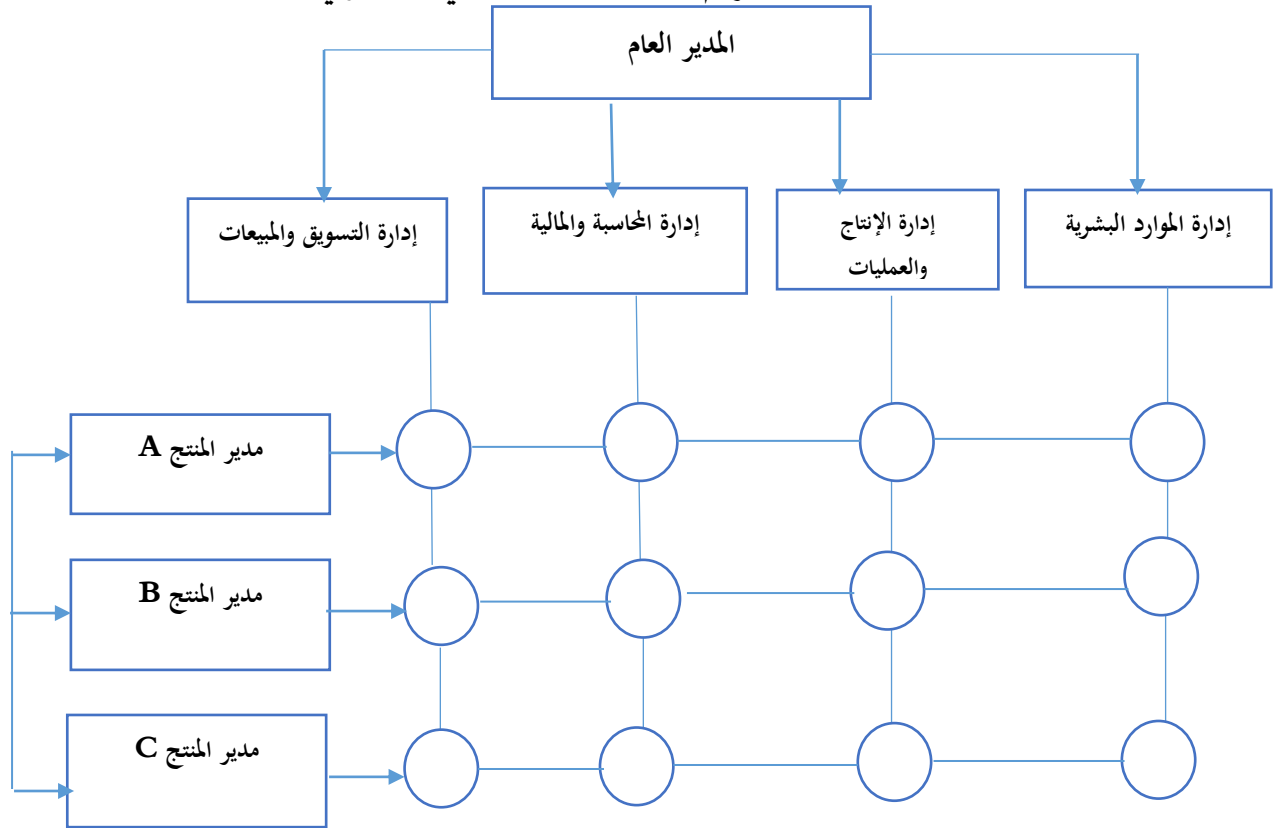 المدير العام
إدارة الموارد البشرية
إدارة الإنتاج
والعمليات
إدارة المحاسبة والمالية
إدارة التسويق والمبيعات
مدير المنتج A
مدير المنتج B
مدير المنتج C